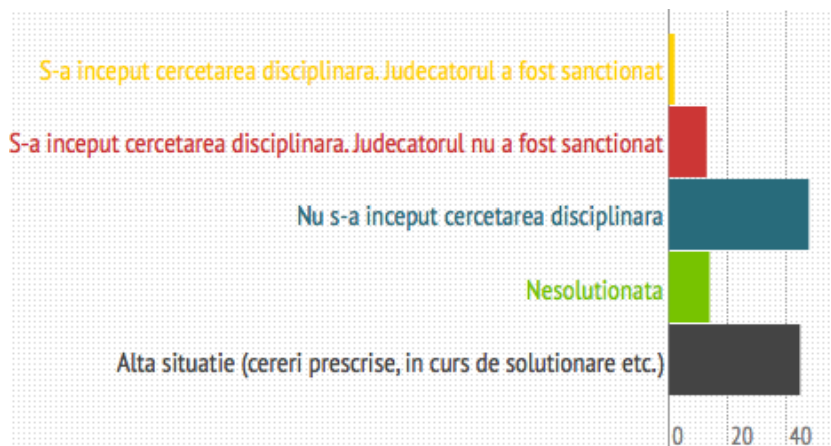 S-a inceput cercetarea disciplinara. Judecatorul a fost sanctionat
S-a inceput cercetarea disciplinara. Judecatorul nu a fost sanctionat
Nu s-a inceput cercetarea disciplinara
Nesolutionata
Alta situatie (cereri prescrise, in curs de solutionare etc.)
0 20 40